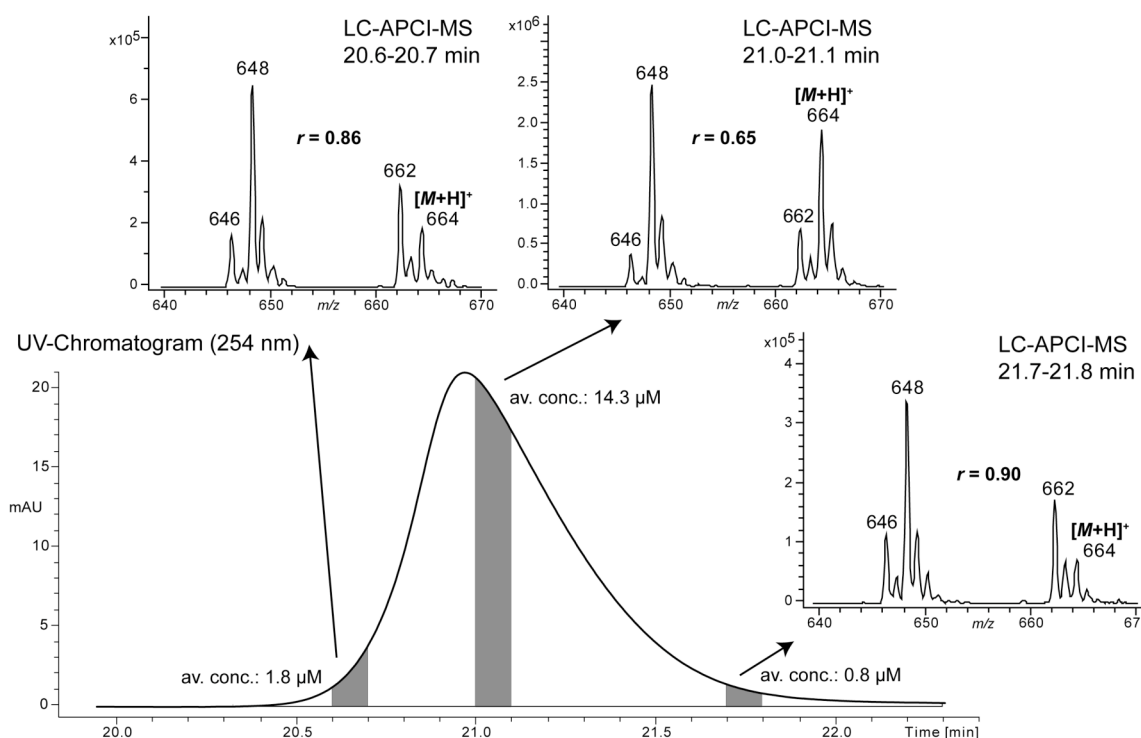 x10⁵
LC-APCI-MS
20.6-20.7 min
648
6
r = 0.86
4
662
[M+H]⁺
664
646
2
0
640
650
m/z
660
670
x10⁶
LC-APCI-MS
21.0-21.1 min
648
2.5
[M+H]⁺
664
2.0
r = 0.65
1.5
1.0
662
646
0.5
0.0
640
650
m/z
660
670
UV-Chromatogram (254 nm)
20
15
mAU
10
5
0
av. conc.: 14.3 µM
av. conc.: 1.8 µM
av. conc.: 0.8 µM
20.0
20.5
21.0
21.5
22.0
Time [min]
x10⁵
LC-APCI-MS
21.7-21.8 min
4
648
3
r = 0.90
662
2
[M+H]⁺
646
664
1
0
640
650
m/z
660
67